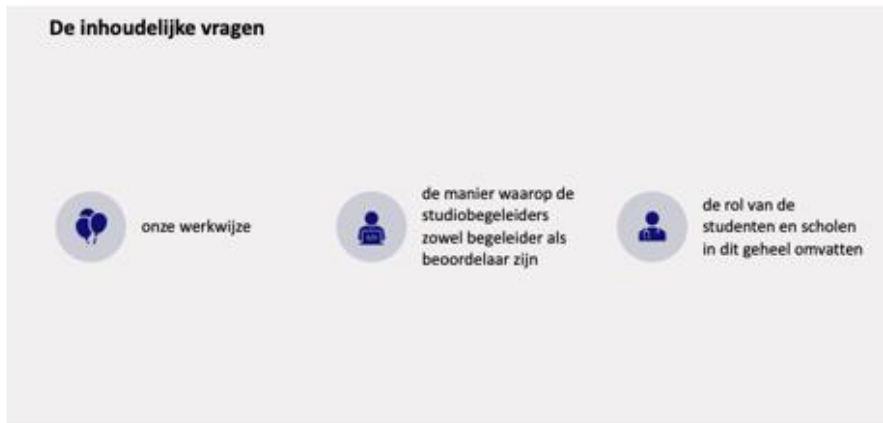 De inhoudelijke vragen
onze werkwijze
de manier waarop de
studiobegeleiders
zowel begeleider als
beoordelaar zijn
de rol van de
studenten en scholen
in dit geheel omvatten